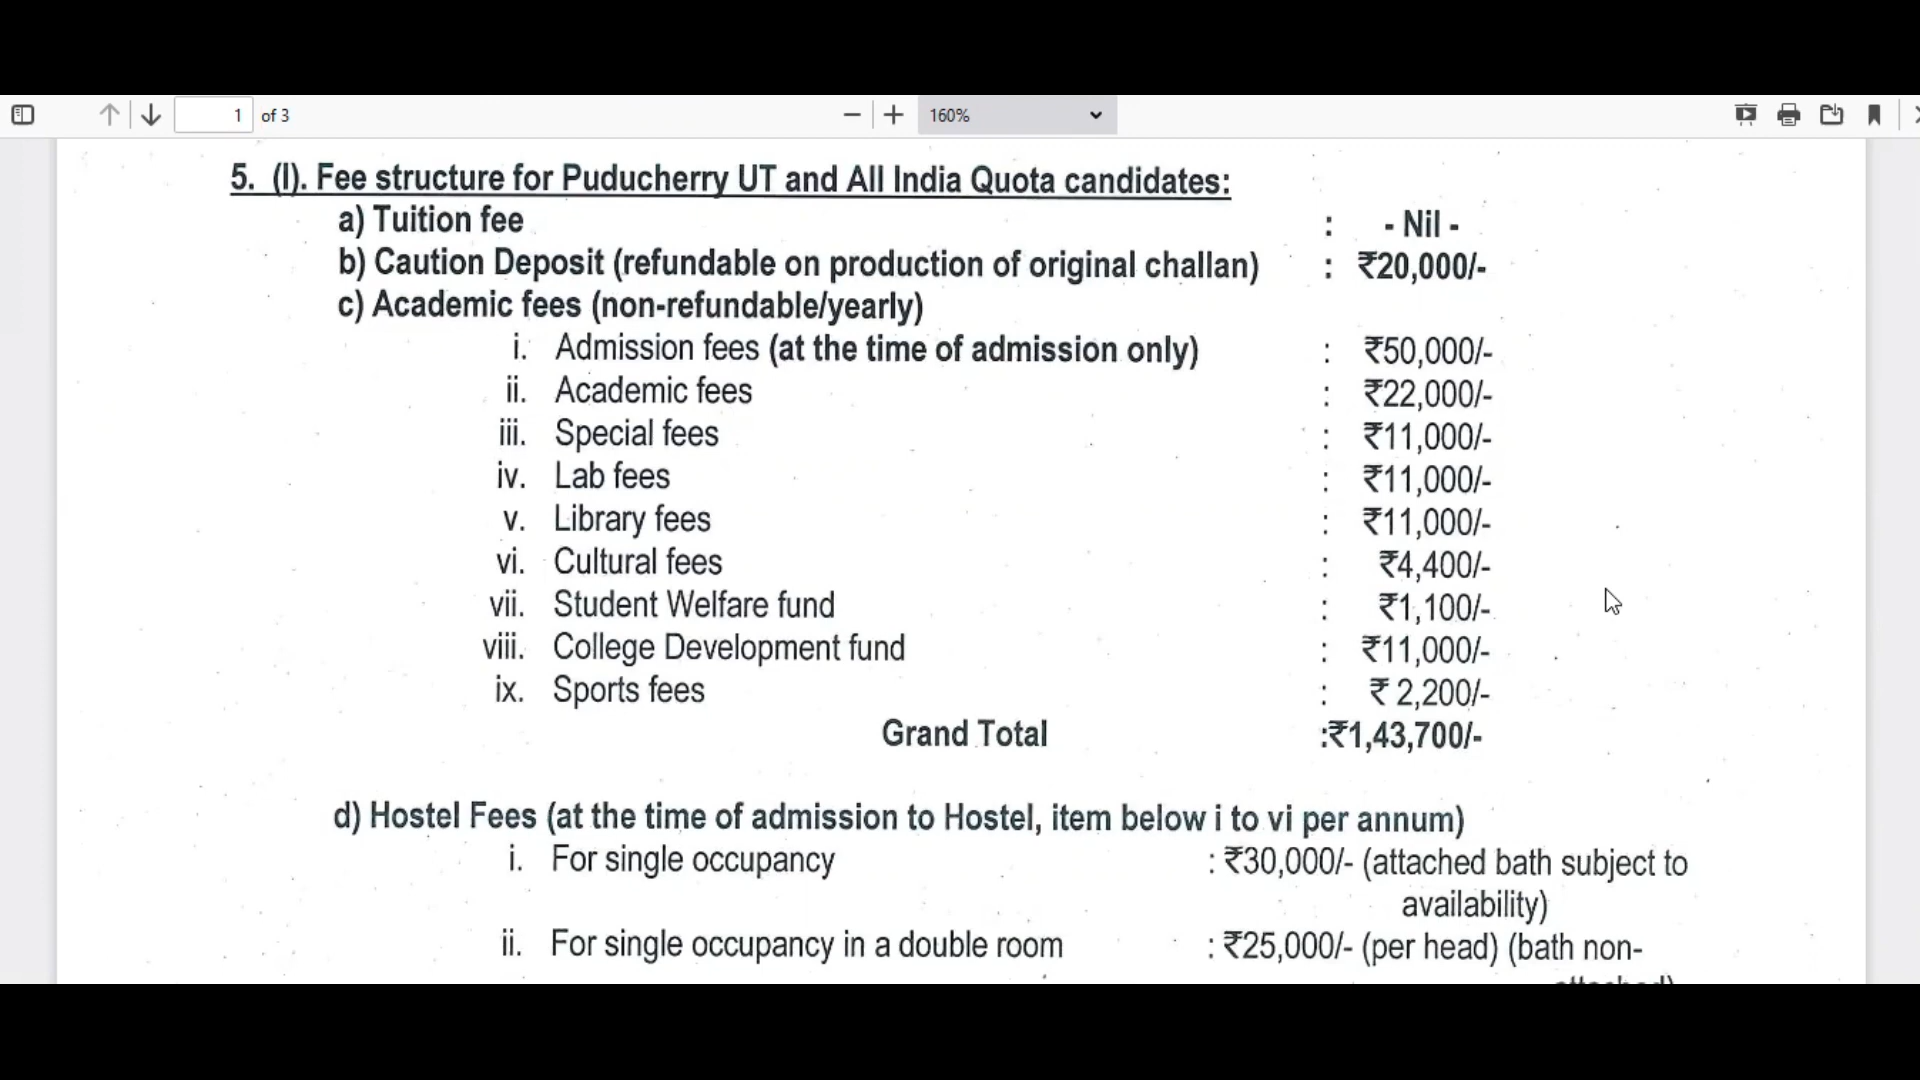 1 of 3
160%
5. (I). Fee structure for Puducherry UT and All India Quota candidates:
a) Tuition fee : - Nil -
b) Caution Deposit (refundable on production of original challan) : ₹20,000/-
c) Academic fees (non-refundable/yearly)
i. Admission fees (at the time of admission only) : ₹50,000/-
ii. Academic fees : ₹22,000/-
iii. Special fees : ₹11,000/-
iv. Lab fees : ₹11,000/-
v. Library fees : ₹11,000/-
vi. Cultural fees : ₹4,400/-
vii. Student Welfare fund : ₹1,100/-
viii. College Development fund : ₹11,000/-
ix. Sports fees : ₹ 2,200/-
Grand Total :₹1,43,700/-
d) Hostel Fees (at the time of admission to Hostel, item below i to vi per annum)
i. For single occupancy : ₹30,000/- (attached bath subject to
availability)
ii. For single occupancy in a double room : ₹25,000/- (per head) (bath non-